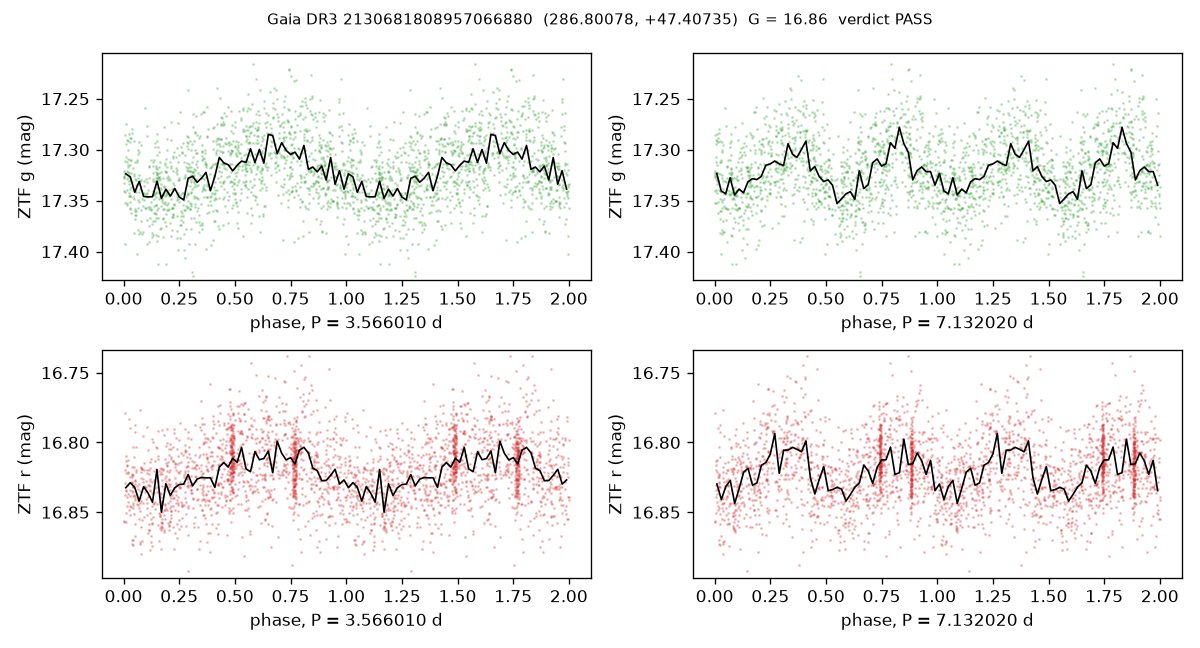 Gaia DR3 2130681808957066880 (286.80078, +47.40735) G = 16.86 verdict PASS
ZTF g (mag)
17.25
17.30
17.35
17.40
0.00 0.25 0.50 0.75 1.00 1.25 1.50 1.75 2.00
phase, P = 3.566010 d
ZTF g (mag)
17.25
17.30
17.35
17.40
0.00 0.25 0.50 0.75 1.00 1.25 1.50 1.75 2.00
phase, P = 7.132020 d
ZTF r (mag)
16.75
16.80
16.85
0.00 0.25 0.50 0.75 1.00 1.25 1.50 1.75 2.00
phase, P = 3.566010 d
ZTF r (mag)
16.75
16.80
16.85
0.00 0.25 0.50 0.75 1.00 1.25 1.50 1.75 2.00
phase, P = 7.132020 d